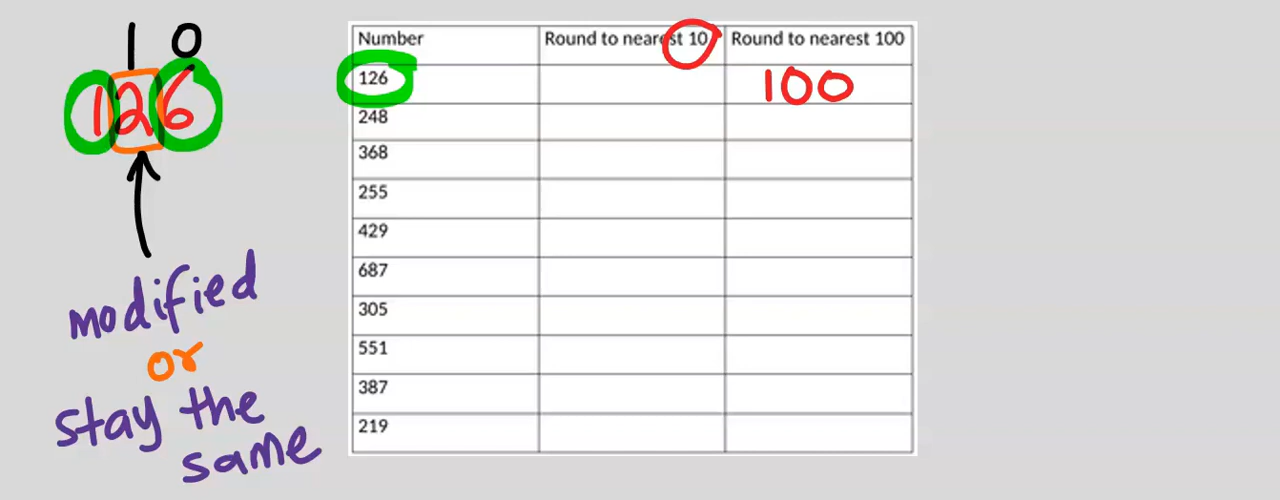 1 0
126
modified
or
stay the
same
Number Round to nearest 10 Round to nearest 100
126 100
248
368
255
429
687
305
551
387
219